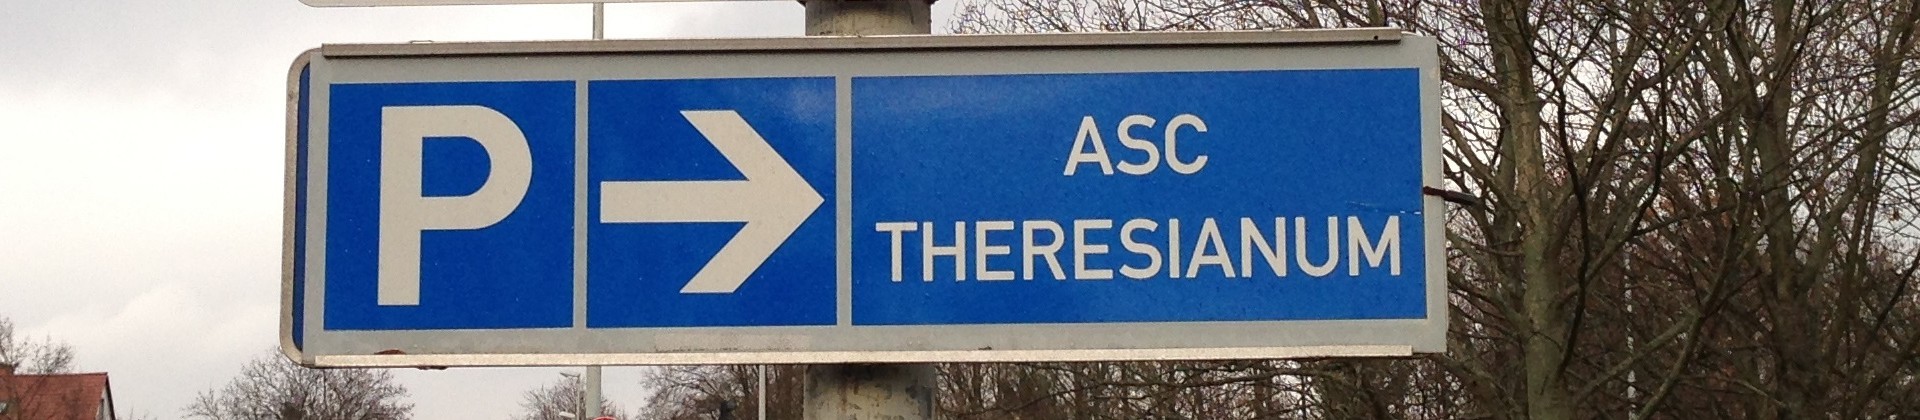 P → ASC
THERESIANUM